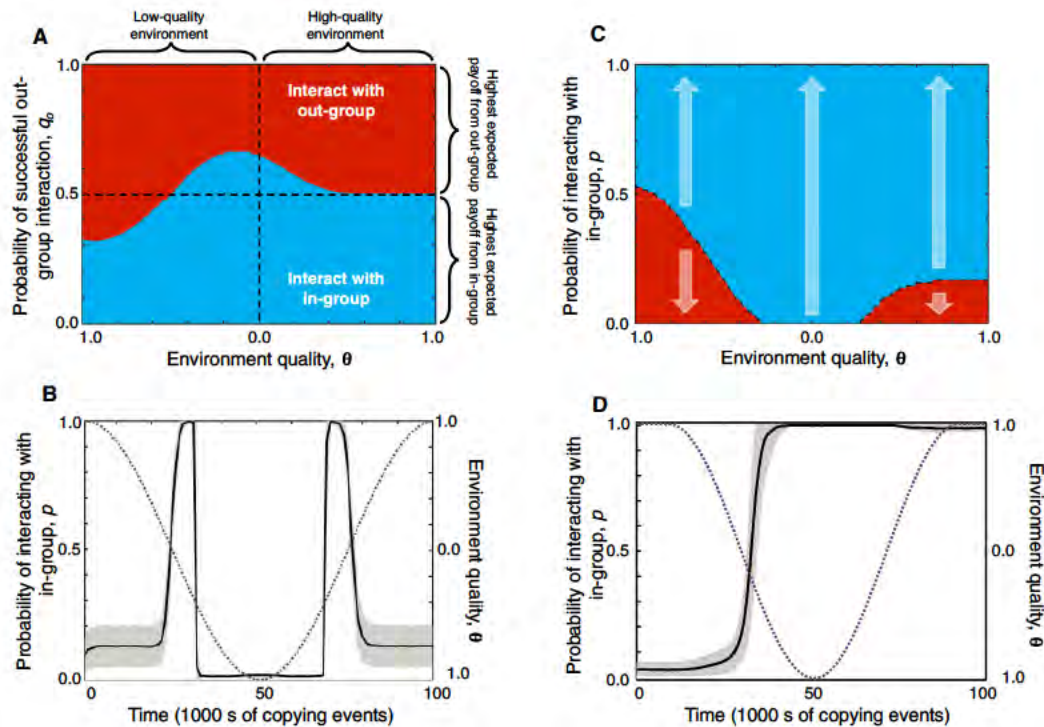 Low-quality
environment
High-quality
environment
A
1.0
0.5
0.0
Probability of successful out-
group interaction, qo
Interact with
out-group
Interact with
in-group
Highest expected
payoff from out-group
Highest expected
payoff from in-group
1.0
0.0
1.0
Environment quality, θ
C
1.0
0.5
0.0
Probability of interacting with
in-group, p
1.0
0.0
1.0
Environment quality, θ
B
1.0
0.5
0.0
Probability of interacting with
in-group, p
1.0
0.0
1.0
Environment quality, θ
0
50
100
Time (1000 s of copying events)
D
1.0
0.5
0.0
Probability of interacting with
in-group, p
1.0
0.0
1.0
Environment quality, θ
0
50
100
Time (1000 s of copying events)